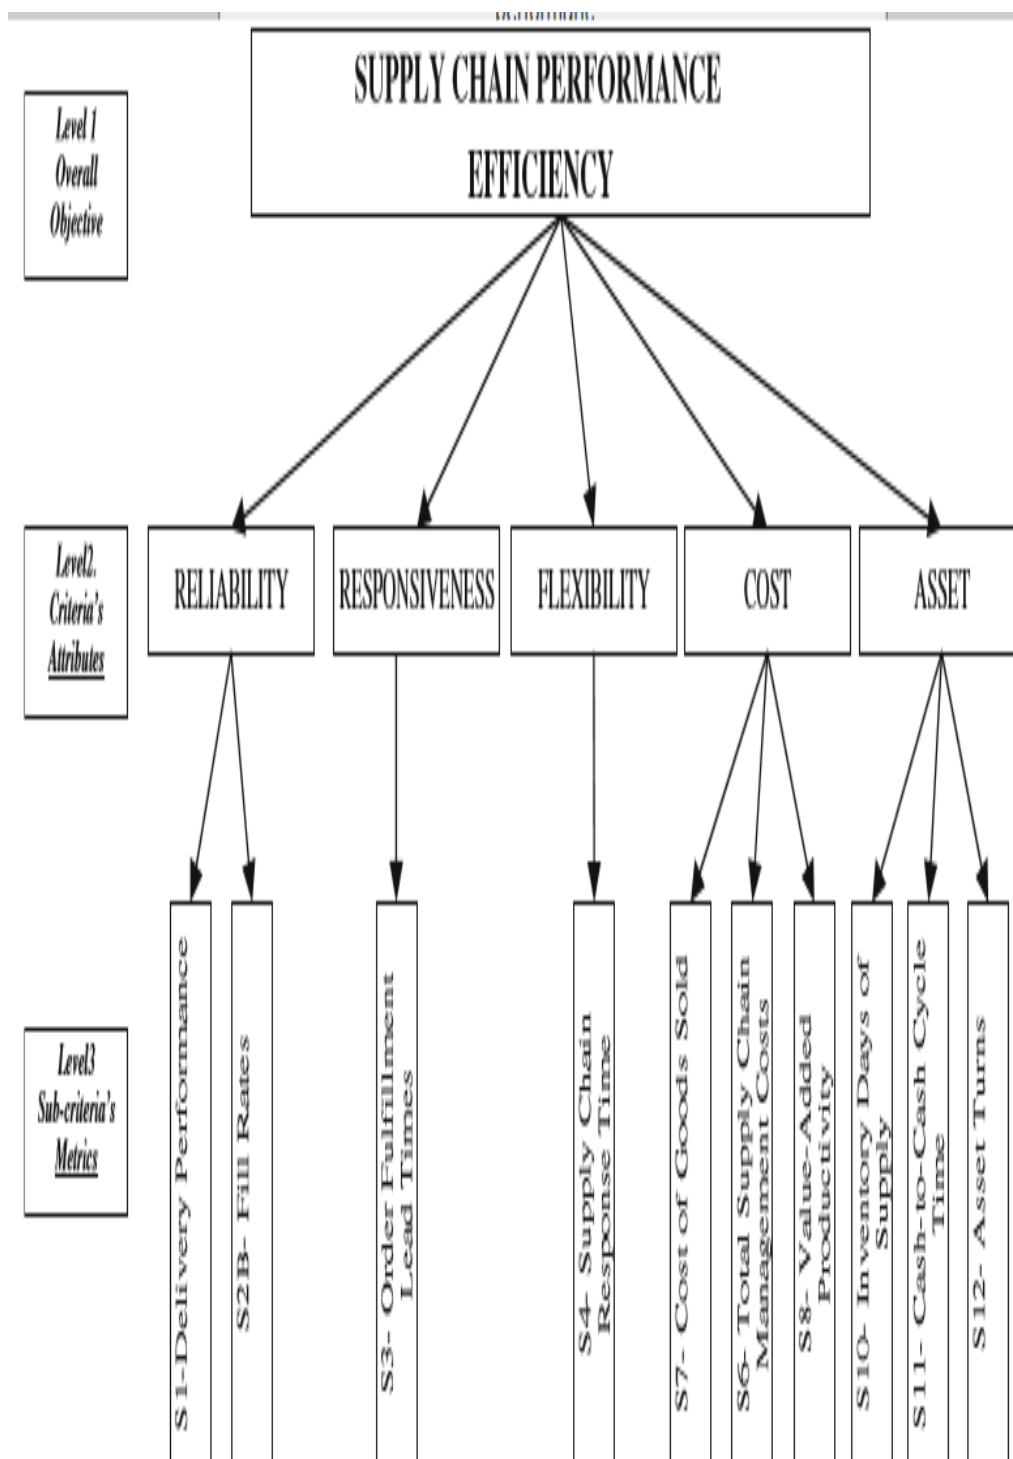 SUPPLY CHAIN PERFORMANCE
EFFICIENCY
Level 1
Overall
Objective
Level2.
Criteria's
Attributes
RELIABILITY
RESPONSIVENESS
FLEXIBILITY
COST
ASSET
Level3
Sub-criteria's
Metrics
S1-Delivery Performance
S2B- Fill Rates
S3- Order Fulfillment
Lead Times
S4- Supply Chain
Response Time
S7- Cost of Goods Sold
S6- Total Supply Chain
Management Costs
S8- Value-Added
Productivity
S10- Inventory Days of
Supply
S11- Cash-to-Cash Cycle
Time
S12- Asset Turns